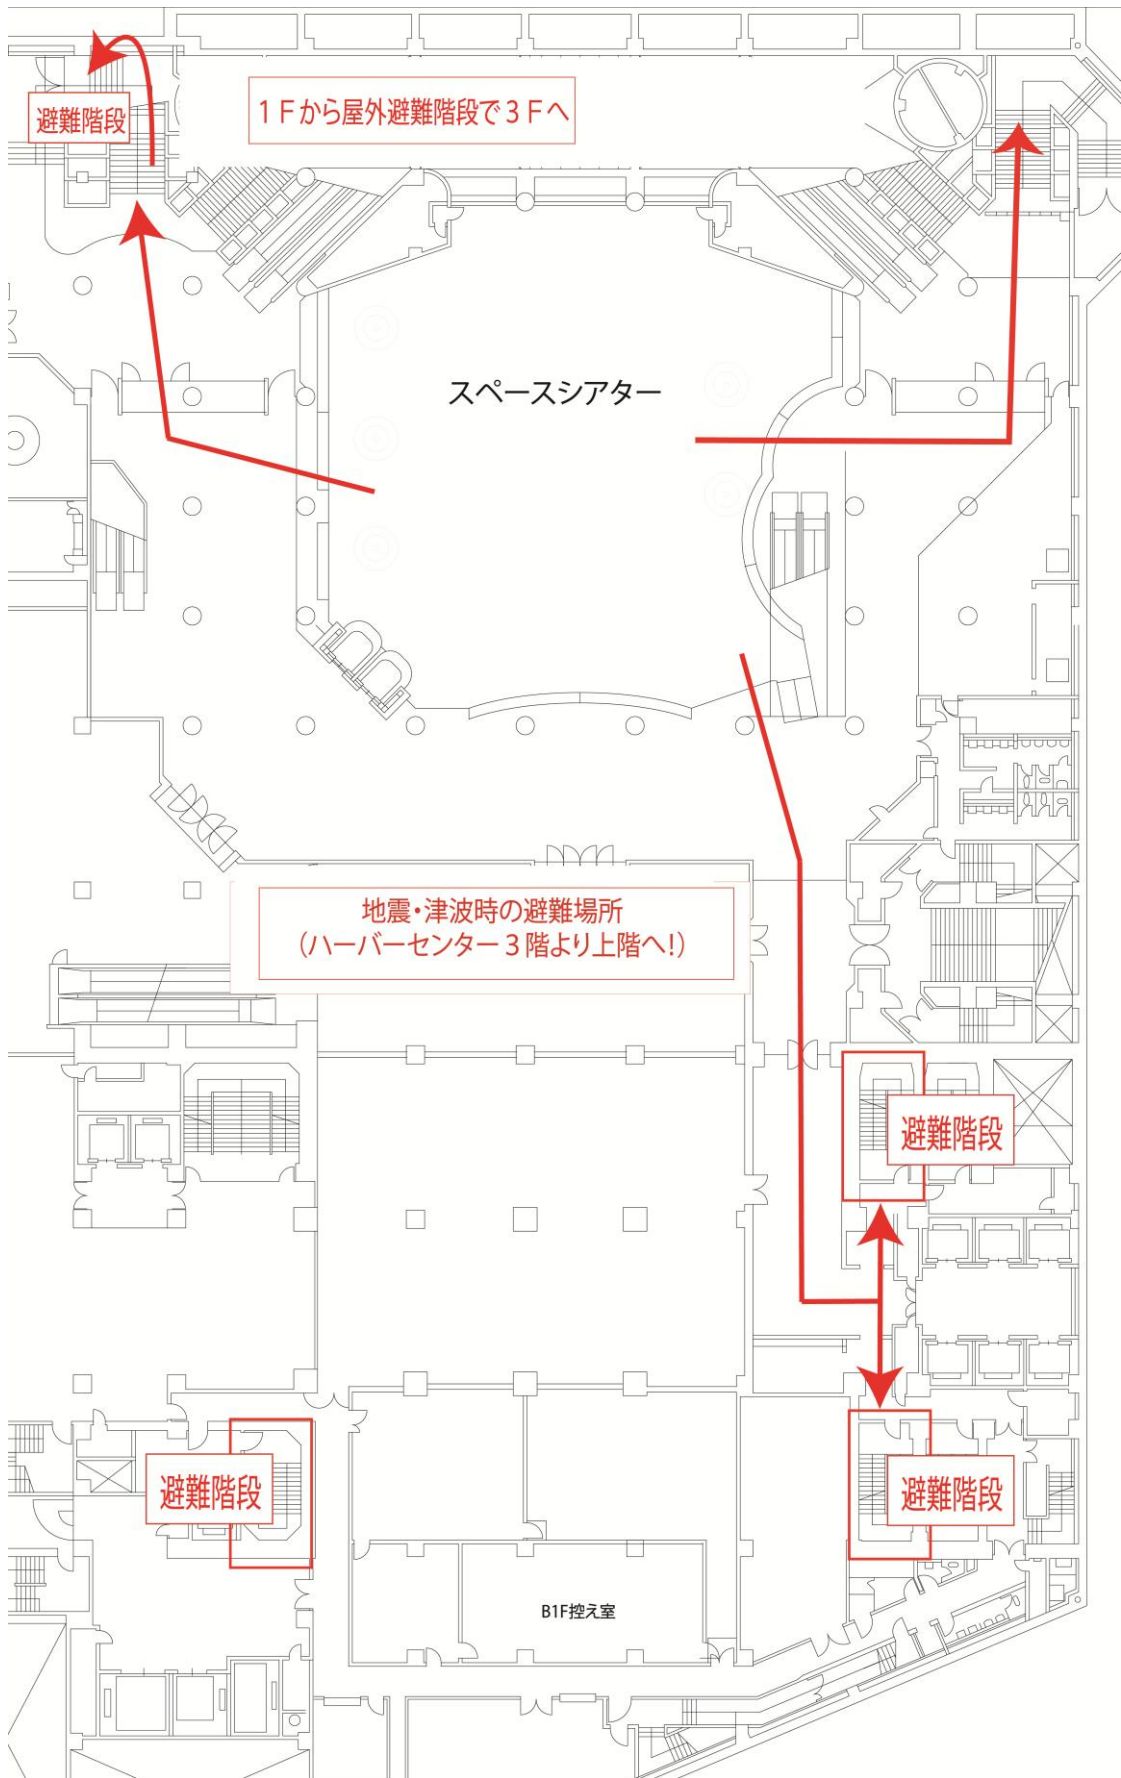 避難階段
１Ｆから屋外避難階段で３Ｆへ
スペースシアター
地震・津波時の避難場所
（ハーバーセンター３階より上階へ！）
避難階段
避難階段
避難階段
B1F控え室